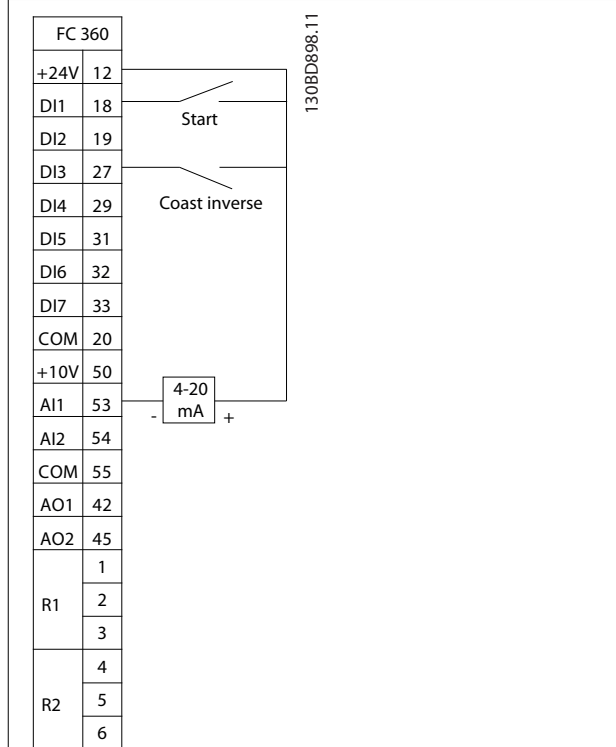 FC 360
+24V 12
DI1 18
Start
DI2 19
DI3 27
DI4 29
Coast inverse
DI5 31
DI6 32
DI7 33
COM 20
+10V 50
AI1 53
4-20
mA
- +
AI2 54
COM 55
AO1 42
AO2 45
R1
1
2
3
R2
4
5
6
130BD898.11